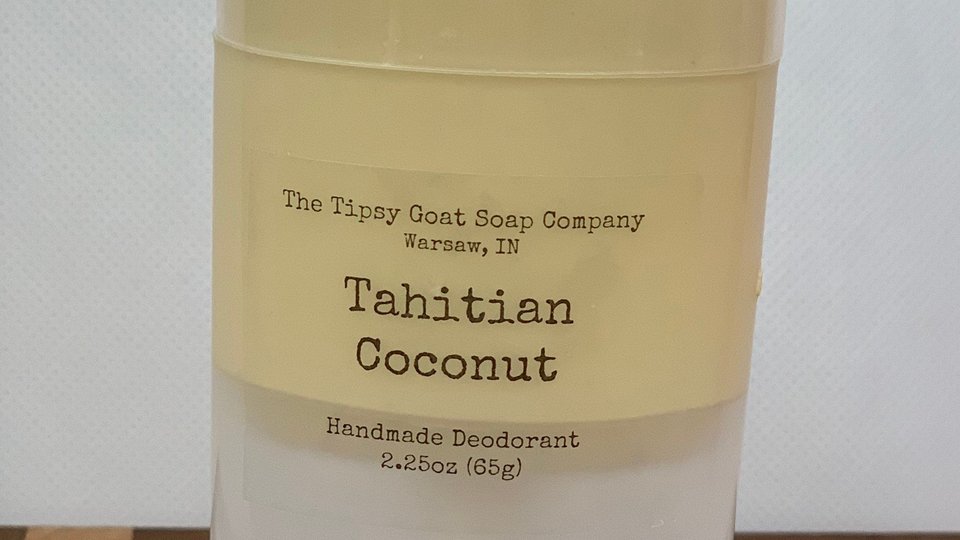 The Tipsy Goat Soap Company
Warsaw, IN
Tahitian
Coconut
Handmade Deodorant
2.25oz (65g)